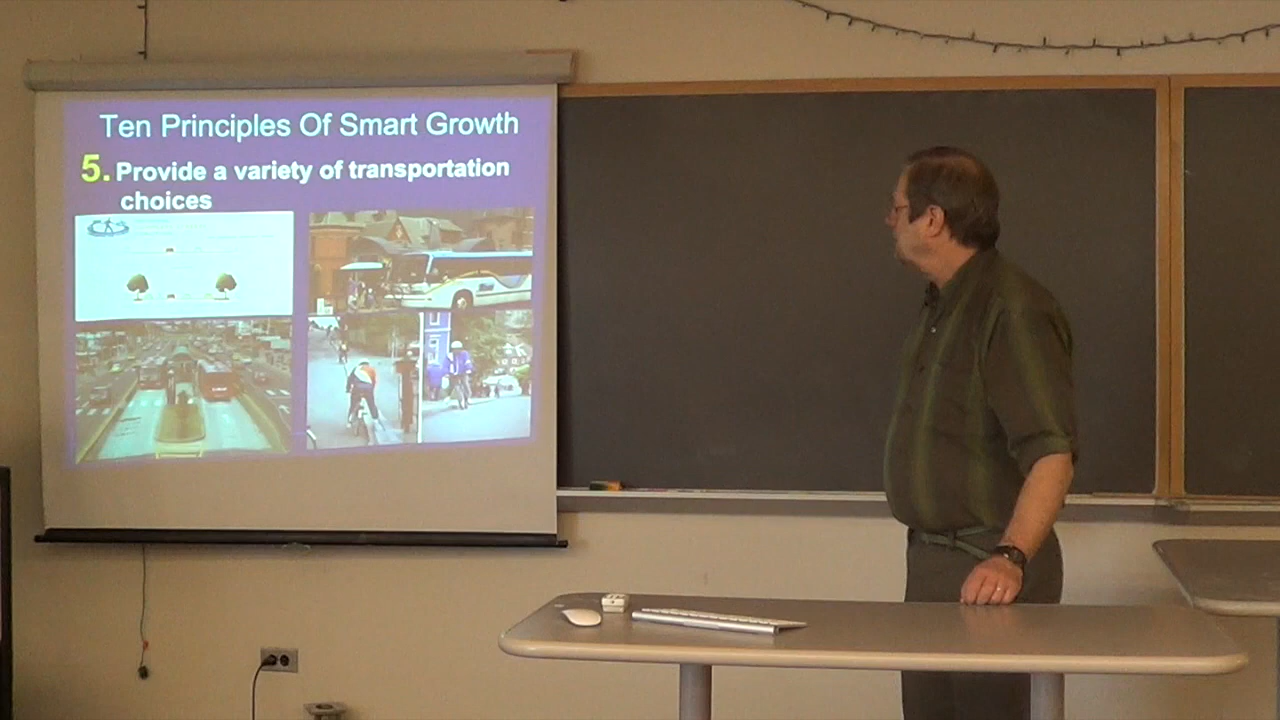 Ten Principles Of Smart Growth
5. Provide a variety of transportation
choices